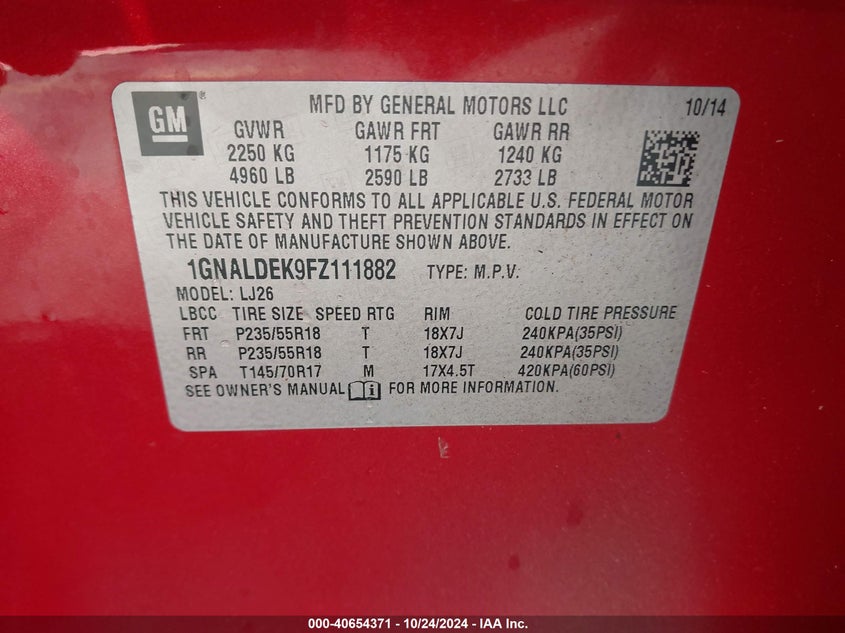 GM ® MFD BY GENERAL MOTORS LLC 10/14
GVWR GAWR FRT GAWR RR
2250 KG 1175 KG 1240 KG
4960 LB 2590 LB 2733 LB
THIS VEHICLE CONFORMS TO ALL APPLICABLE U.S. FEDERAL MOTOR
VEHICLE SAFETY AND THEFT PREVENTION STANDARDS IN EFFECT ON
THE DATE OF MANUFACTURE SHOWN ABOVE.
1GNALDEK9FZ111882 TYPE: M.P.V.
MODEL: LJ26
LBCC TIRE SIZE SPEED RTG RIM COLD TIRE PRESSURE
FRT P235/55R18 T 18X7J 240KPA(35PSI)
RR P235/55R18 T 18X7J 240KPA(35PSI)
SPA T145/70R17 M 17X4.5T 420KPA(60PSI)
SEE OWNER'S MANUAL FOR MORE INFORMATION.
000-40654371 - 10/24/2024 - IAA Inc.